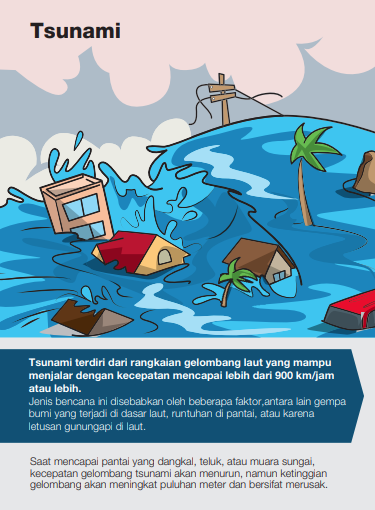 Tsunami
Tsunami terdiri dari rangkaian gelombang laut yang mampu
menjalar dengan kecepatan mencapai lebih dari 900 km/jam
atau lebih.
Jenis bencana ini disebabkan oleh beberapa faktor,antara lain gempa
bumi yang terjadi di dasar laut, runtuhan di pantai, atau karena
letusan gunungapi di laut.
Saat mencapai pantai yang dangkal, teluk, atau muara sungai,
kecepatan gelombang tsunami akan menurun, namun ketinggian
gelombang akan meningkat puluhan meter dan bersifat merusak.